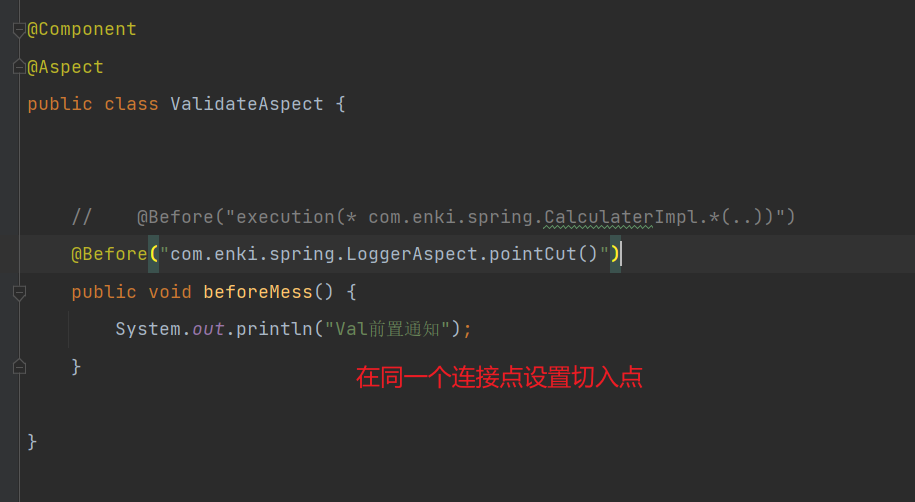 @Component
@Aspect
public class ValidateAspect {
//    @Before("execution(* com.enki.spring.CalculaterImpl.*(..))")
@Before("com.enki.spring.LoggerAspect.pointCut()")
public void beforeMess() {
System.out.println("Val前置通知");
}
在同一个连接点设置切入点
}